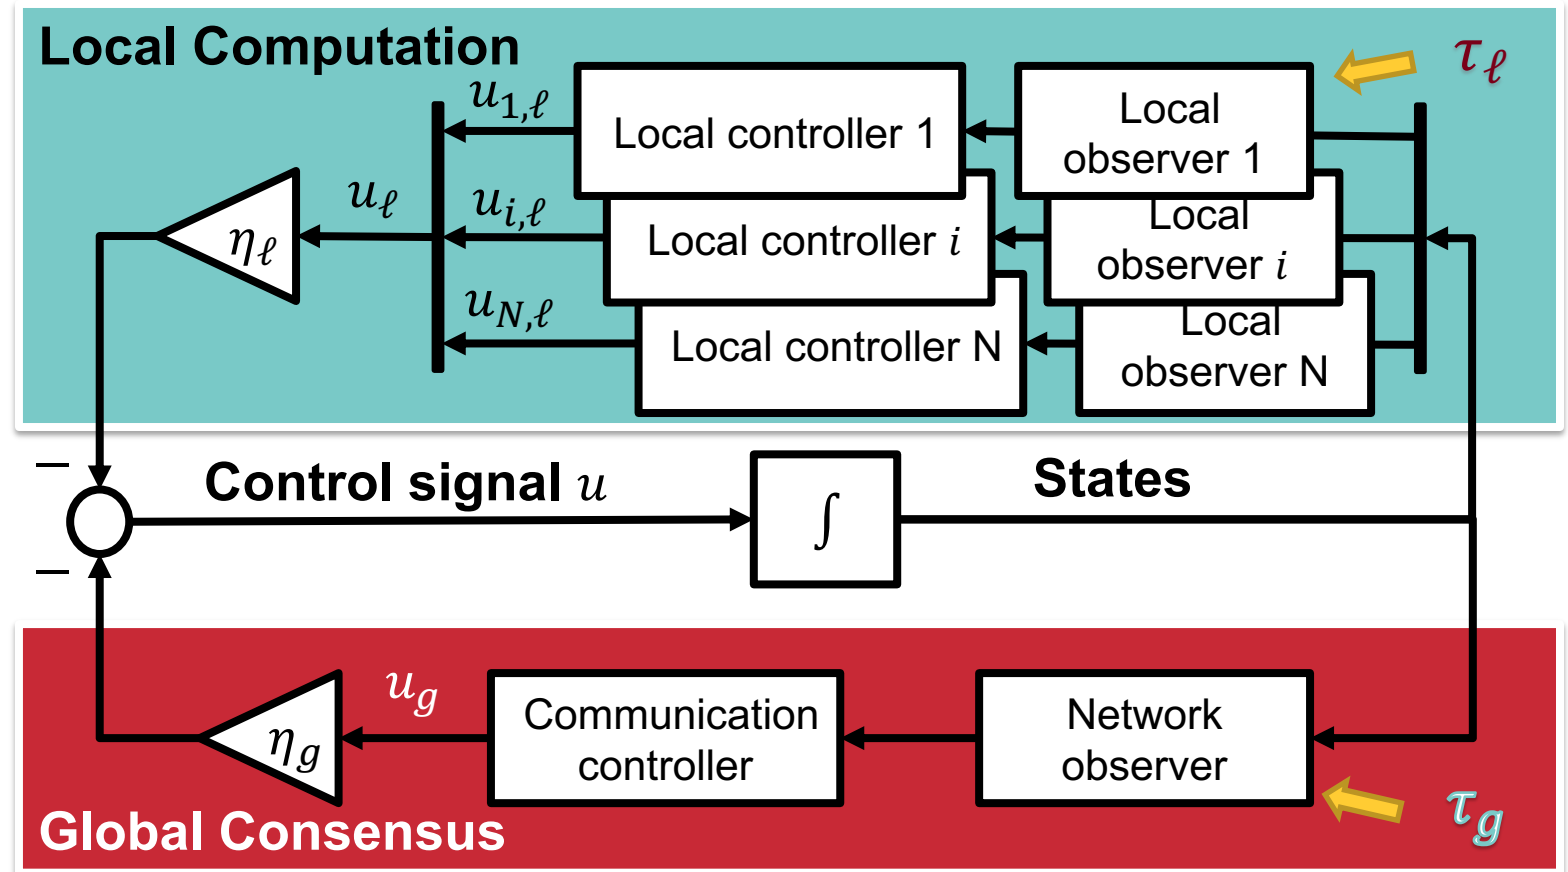 Local Computation
τ_ℓ
u_{1,ℓ}
Local controller 1
Local
observer 1
u_ℓ
u_{i,ℓ}
η_ℓ
Local controller i
Local
observer i
u_{N,ℓ}
Local controller N
Local
observer N
−
Control signal u
∫
States
−
u_g
η_g
Communication
controller
Network
observer
τ_g
Global Consensus